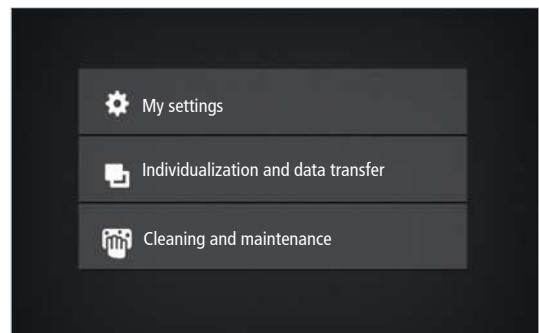 My settings
Individualization and data transfer
Cleaning and maintenance